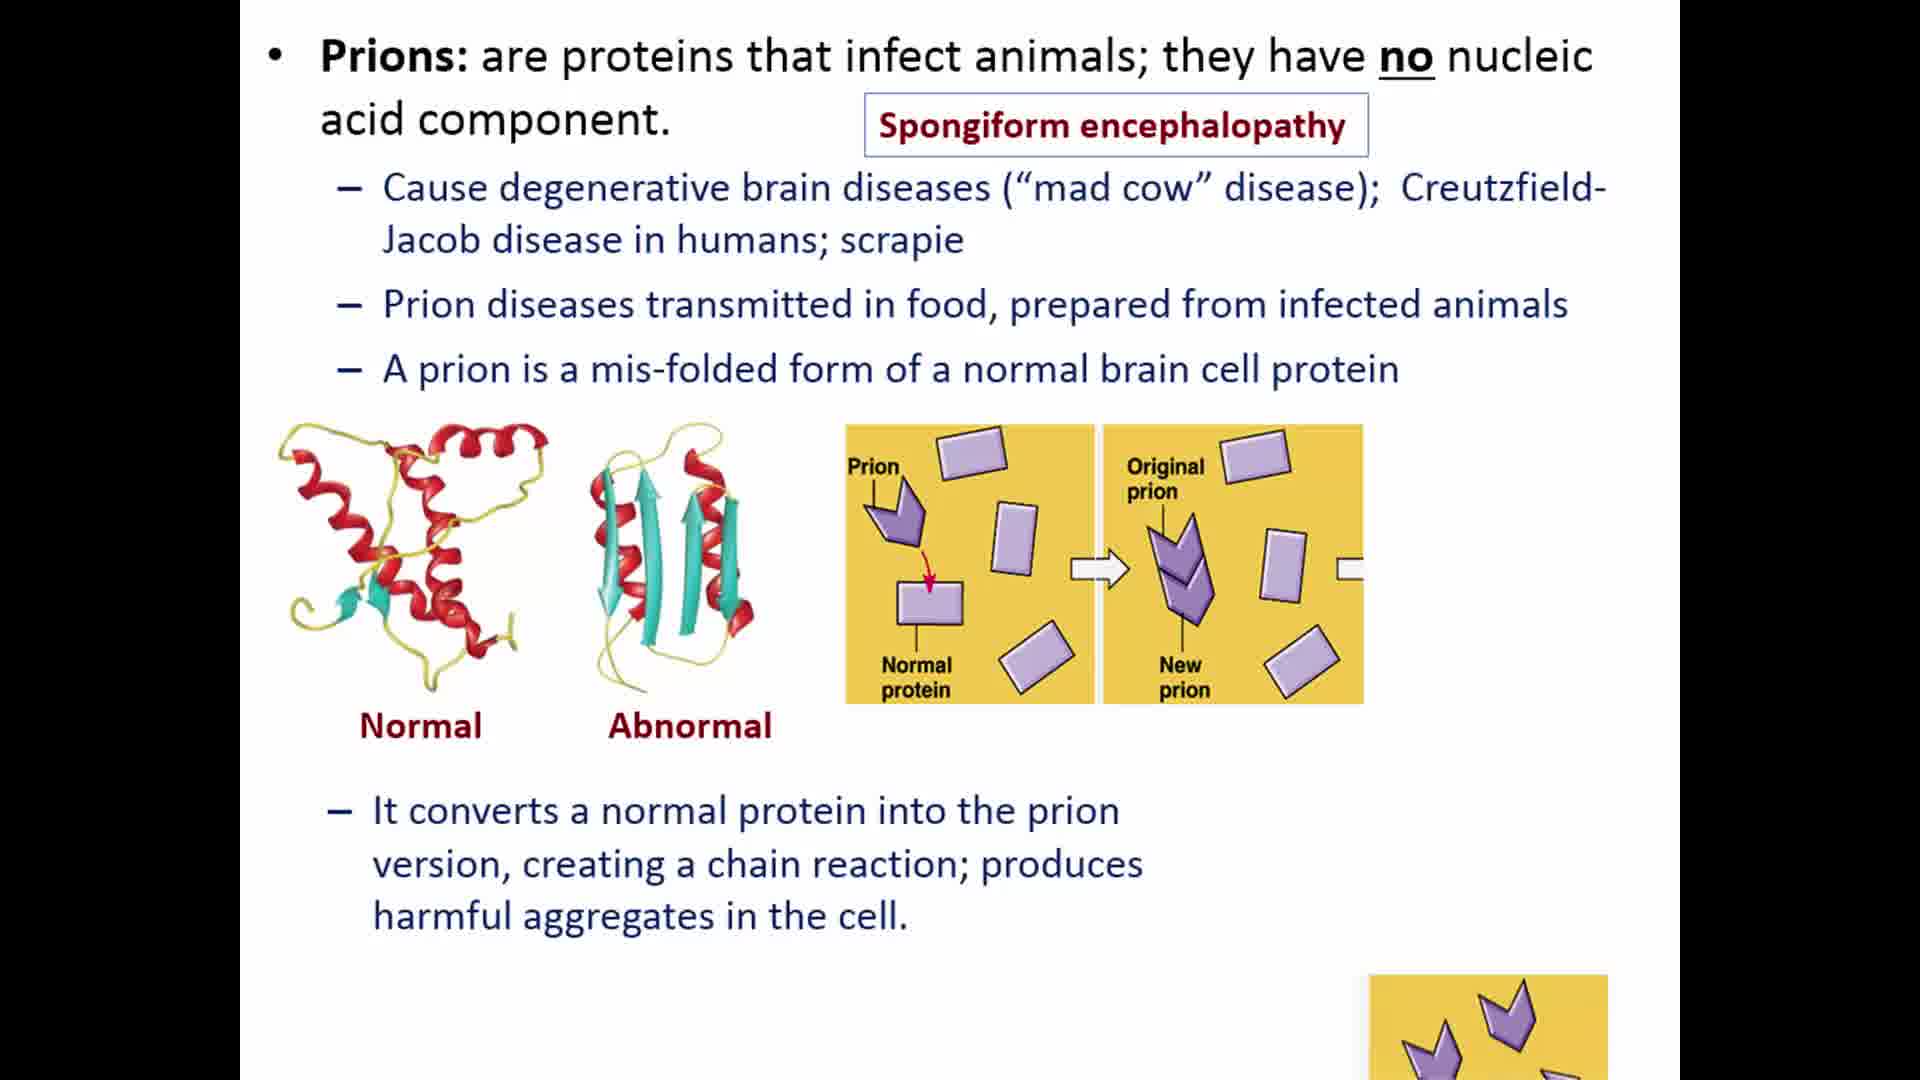 • Prions: are proteins that infect animals; they have no nucleic
acid component.
Spongiform encephalopathy
– Cause degenerative brain diseases (“mad cow” disease); Creutzfield-
Jacob disease in humans; scrapie
– Prion diseases transmitted in food, prepared from infected animals
– A prion is a mis-folded form of a normal brain cell protein
Prion
Normal
protein
Original
prion
New
prion
Normal
Abnormal
– It converts a normal protein into the prion
version, creating a chain reaction; produces
harmful aggregates in the cell.